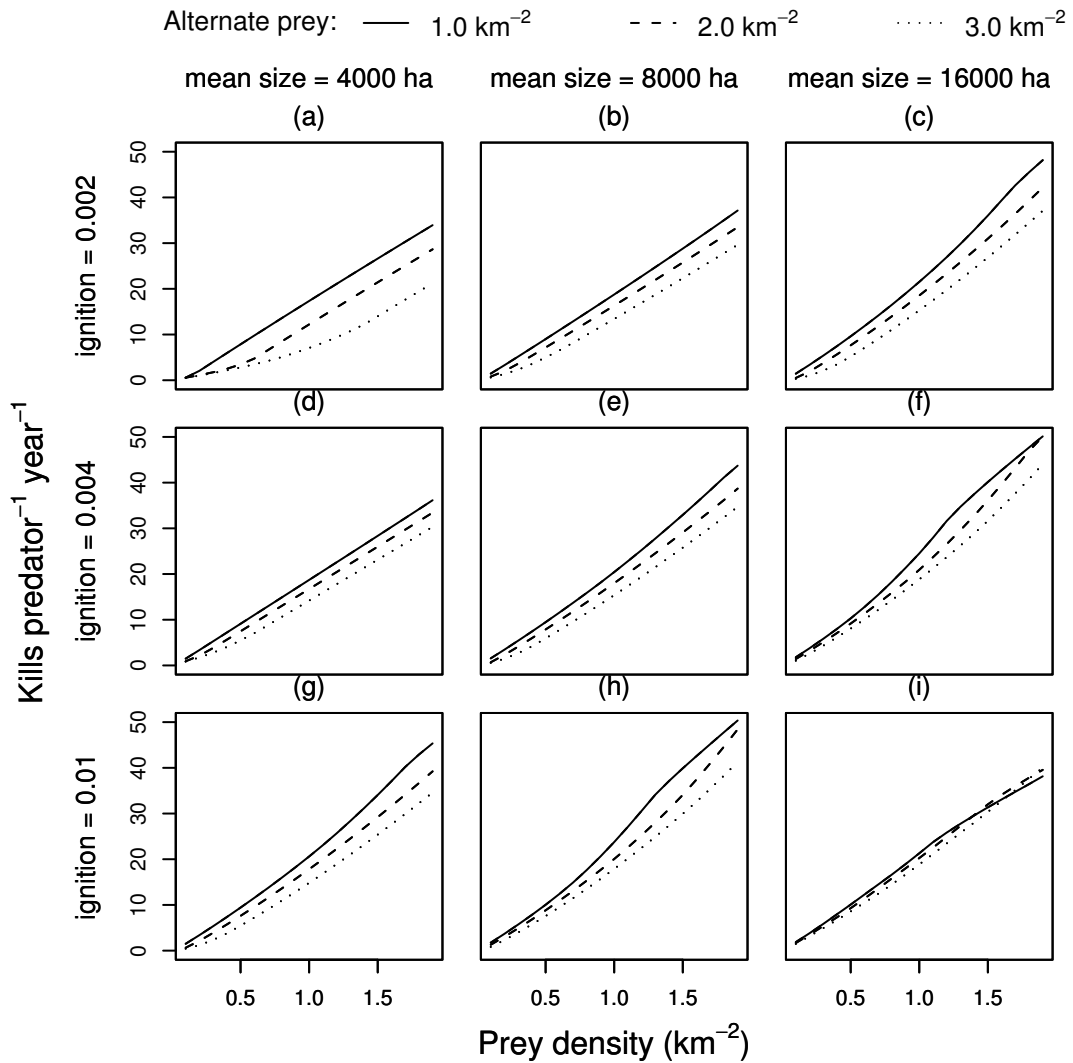 Alternate prey: 1.0 km⁻² 2.0 km⁻² 3.0 km⁻²
mean size = 4000 ha mean size = 8000 ha mean size = 16000 ha
(a) (b) (c)
ignition = 0.002
50
40
30
20
10
0
(d) (e) (f)
Kills predator⁻¹ year⁻¹
ignition = 0.004
50
40
30
20
10
0
(g) (h) (i)
ignition = 0.01
50
40
30
20
10
0
0.5 1.0 1.5 0.5 1.0 1.5 0.5 1.0 1.5
Prey density (km⁻²)